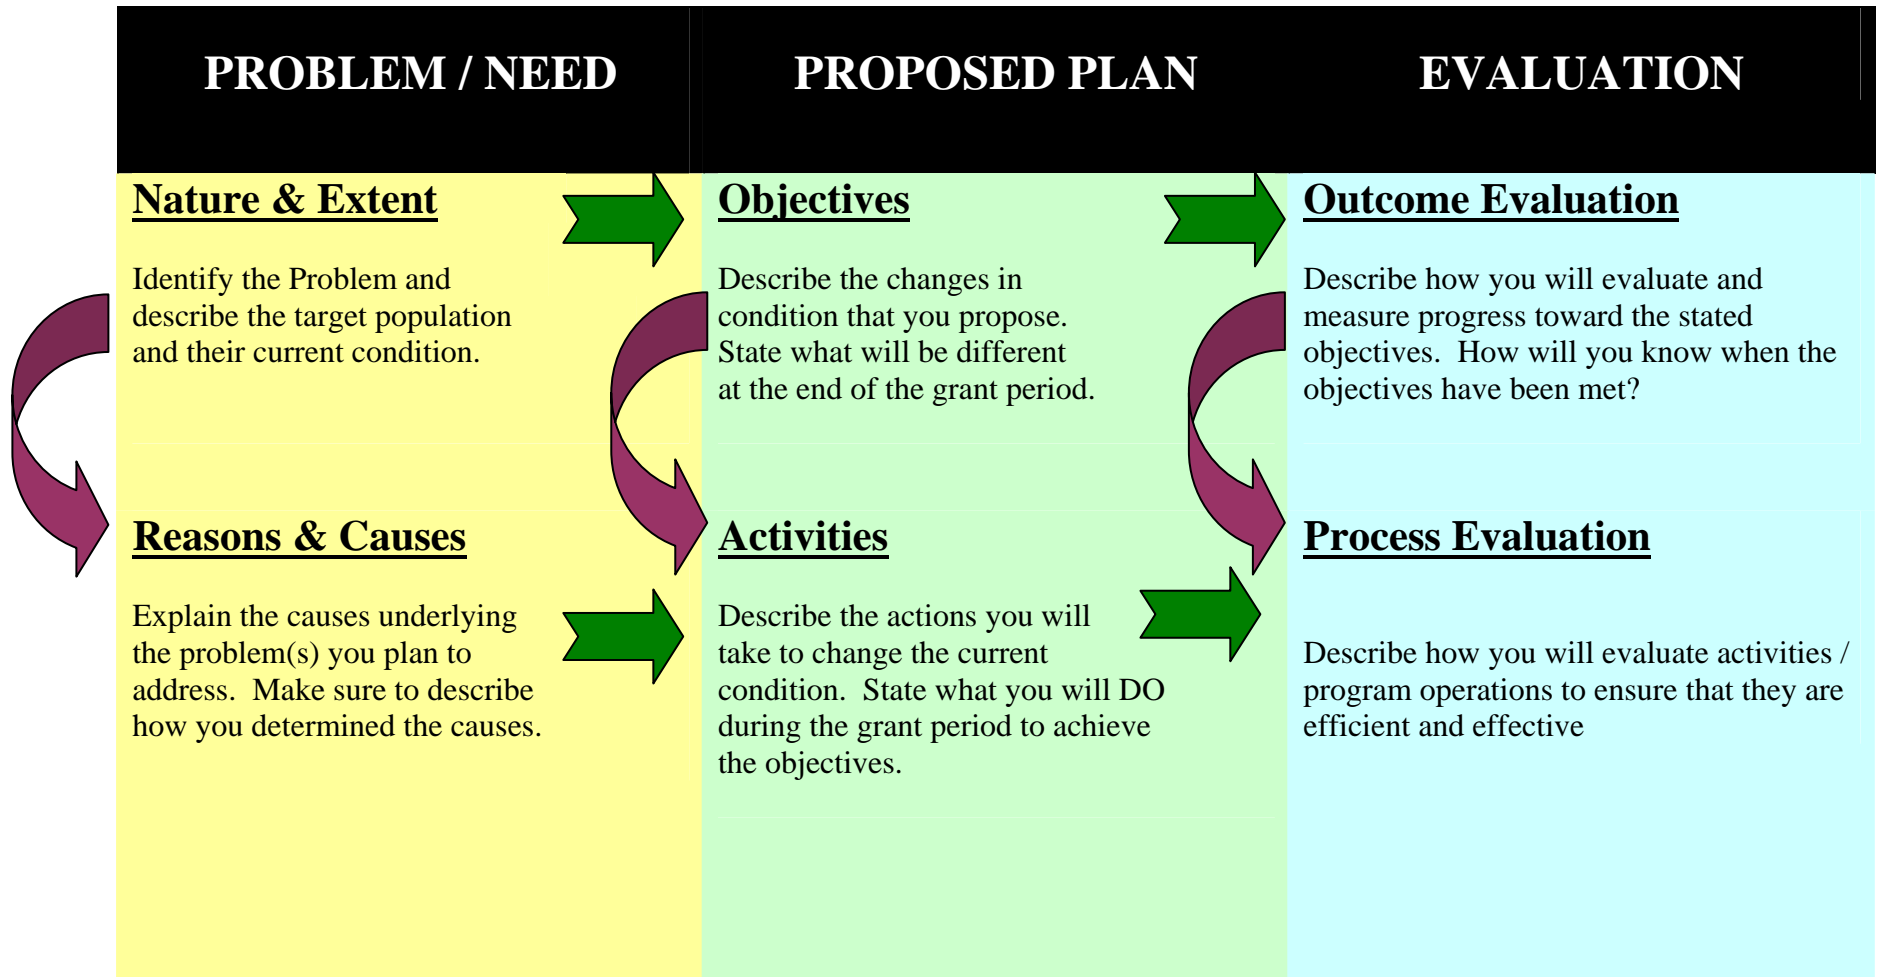 PROBLEM / NEED
PROPOSED PLAN
EVALUATION
Nature & Extent
Identify the Problem and
describe the target population
and their current condition.
Objectives
Describe the changes in
condition that you propose.
State what will be different
at the end of the grant period.
Outcome Evaluation
Describe how you will evaluate and
measure progress toward the stated
objectives.  How will you know when the
objectives have been met?
Reasons & Causes
Explain the causes underlying
the problem(s) you plan to
address.  Make sure to describe
how you determined the causes.
Activities
Describe the actions you will
take to change the current
condition.  State what you will DO
during the grant period to achieve
the objectives.
Process Evaluation
Describe how you will evaluate activities /
program operations to ensure that they are
efficient and effective